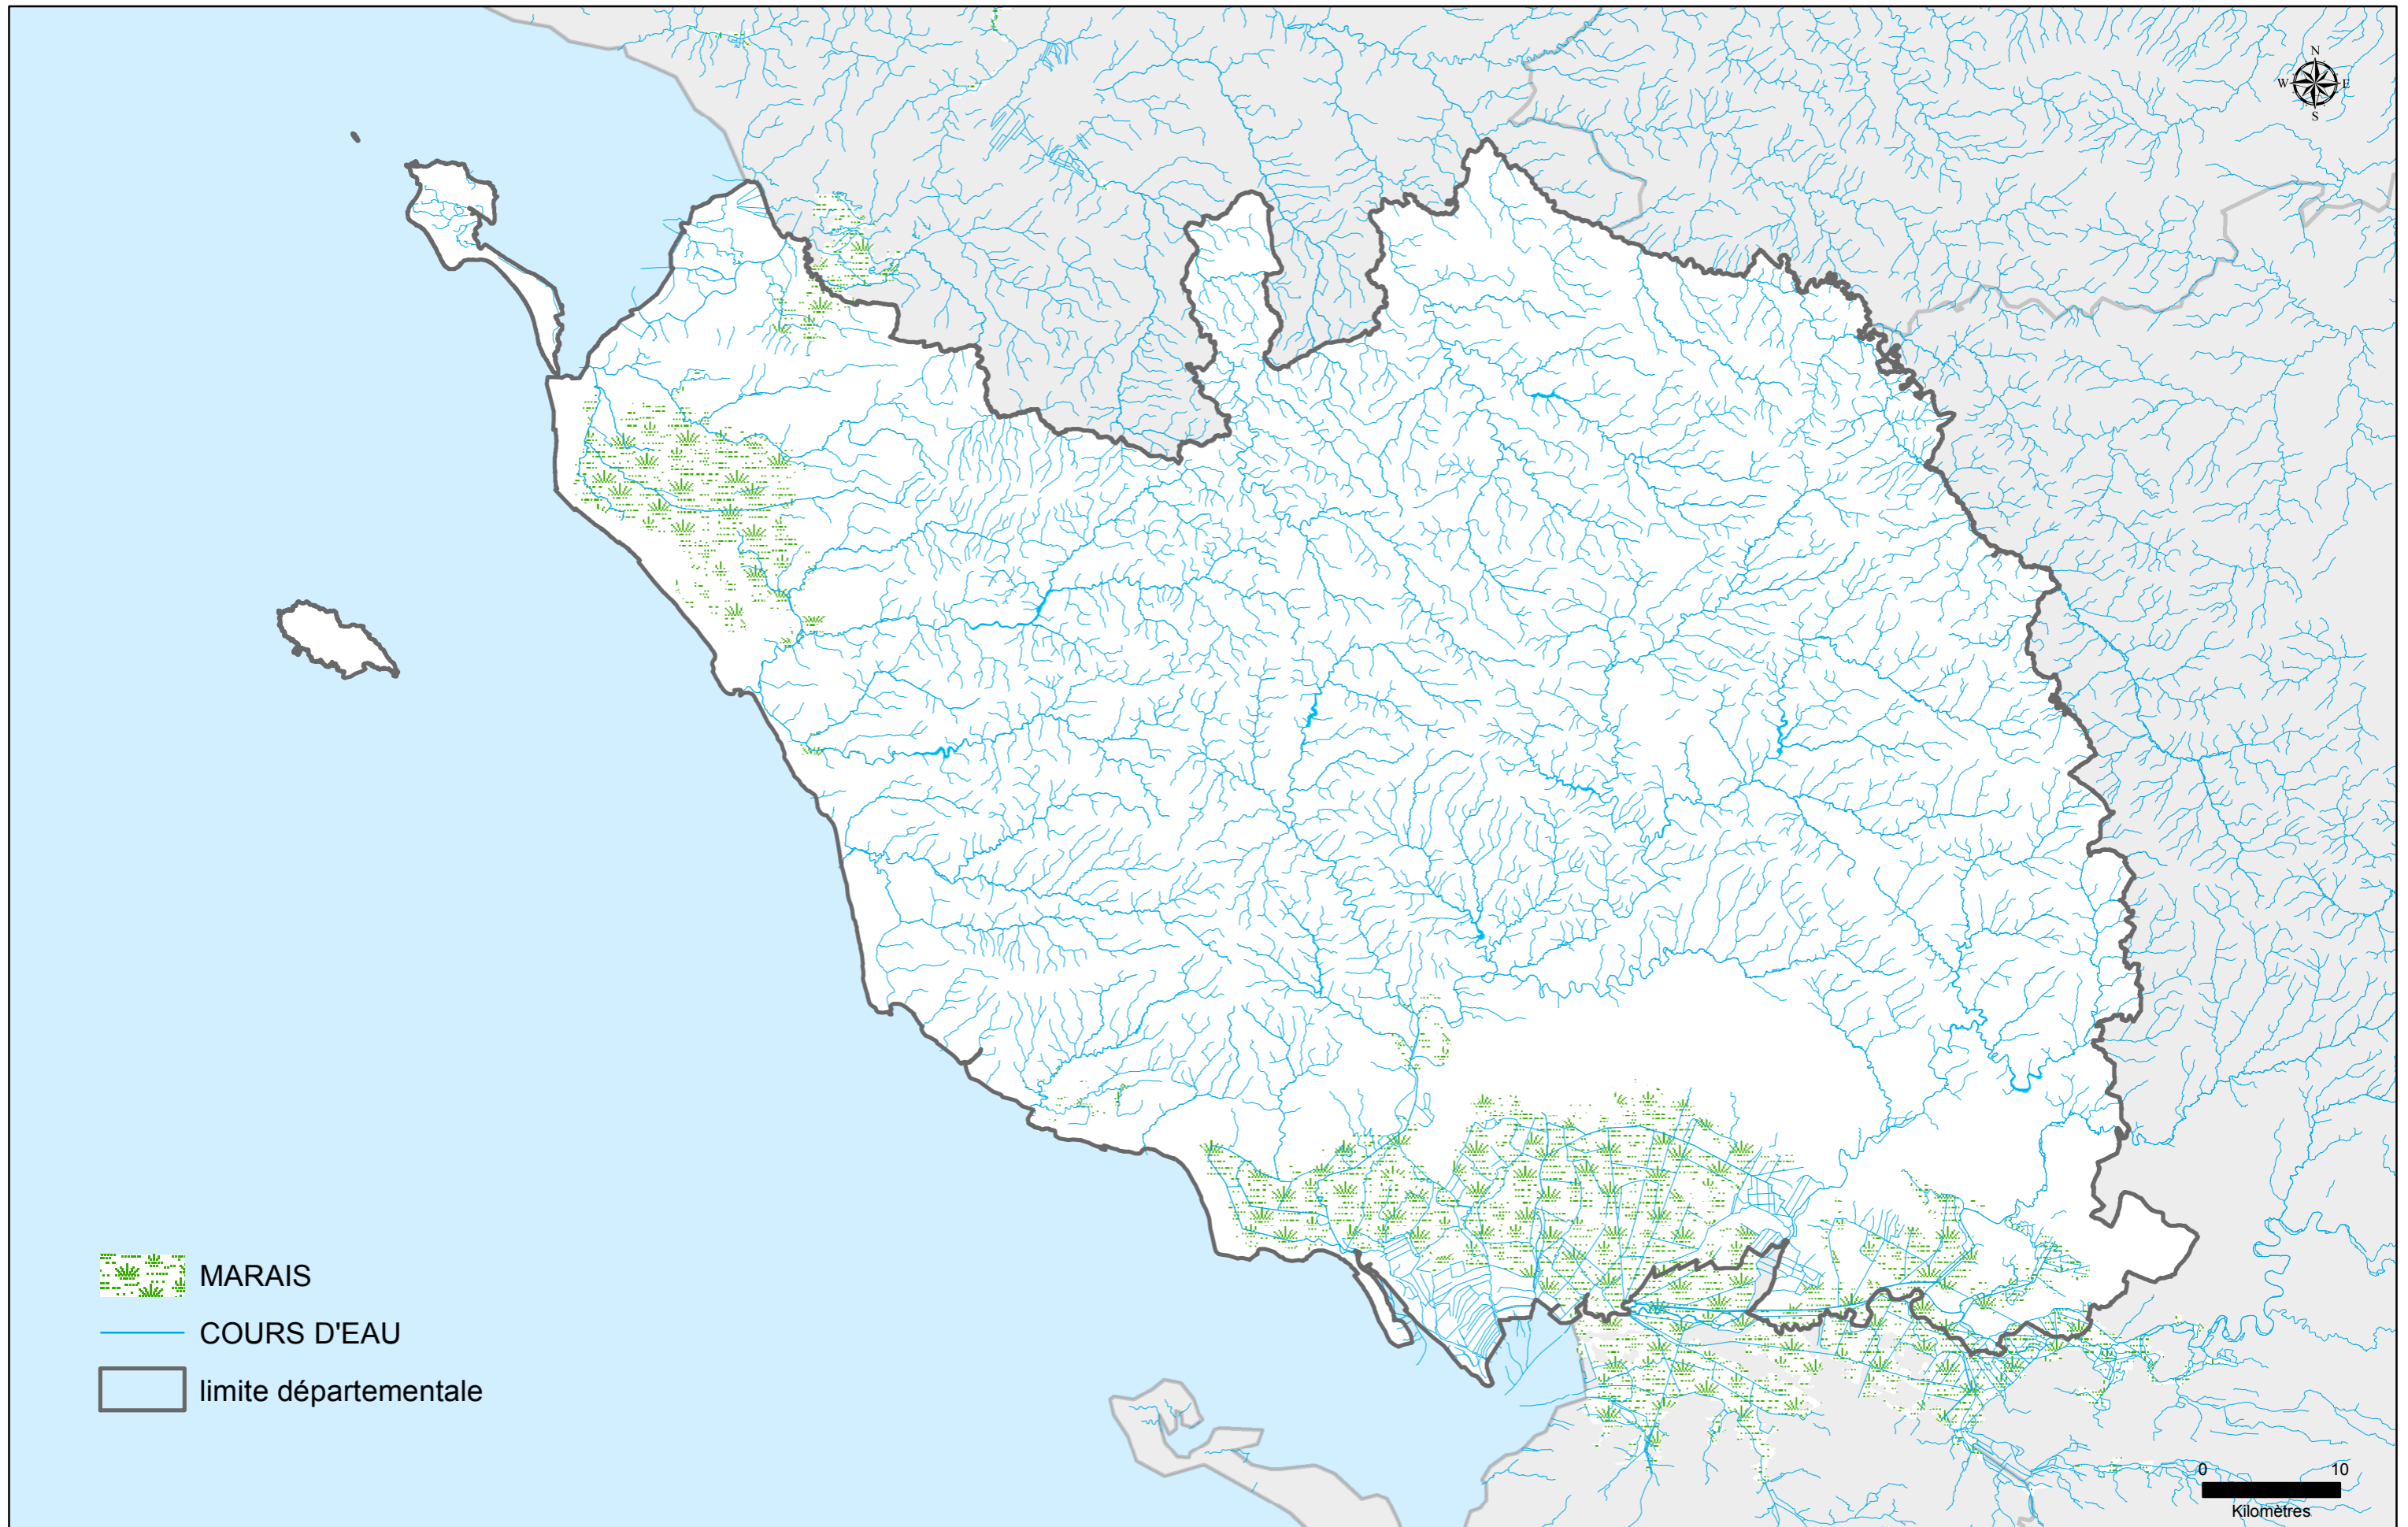 N
W E
S
MARAIS
COURS D'EAU
limite départementale
0 10
Kilomètres